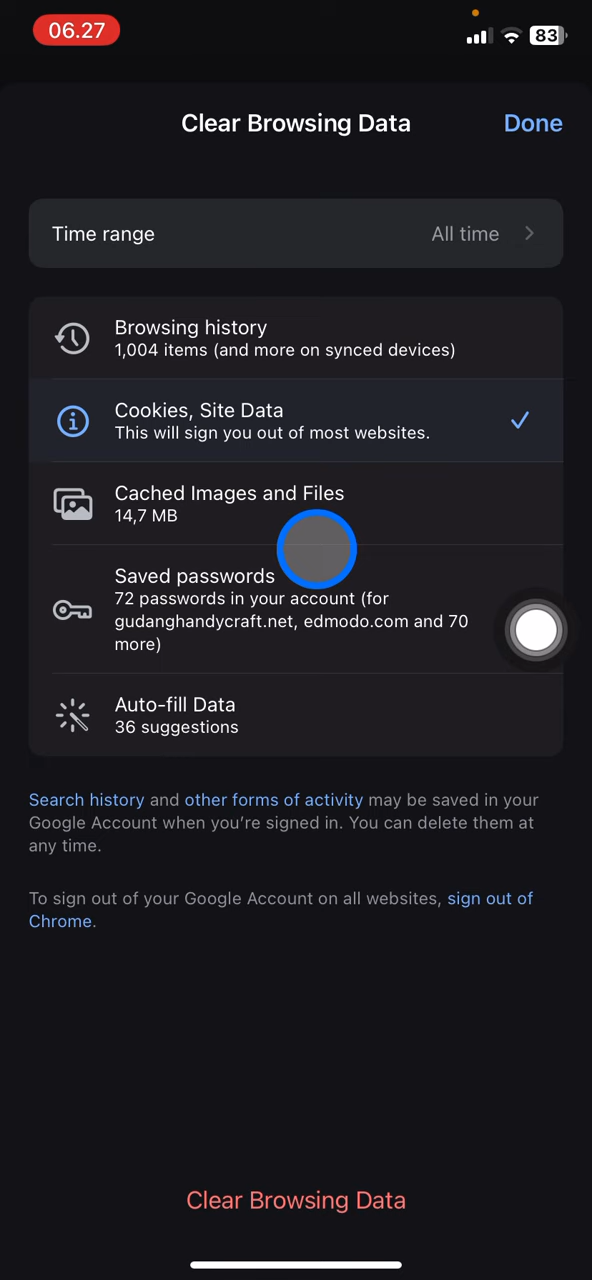 06.27
83
Clear Browsing Data
Done
Time range
All time
Browsing history
1,004 items (and more on synced devices)
Cookies, Site Data
This will sign you out of most websites.
Cached Images and Files
14,7 MB
Saved passwords
72 passwords in your account (for
gudanghandycraft.net, edmodo.com and 70
more)
Auto-fill Data
36 suggestions
Search history and other forms of activity may be saved in your
Google Account when you’re signed in. You can delete them at
any time.
To sign out of your Google Account on all websites, sign out of
Chrome.
Clear Browsing Data